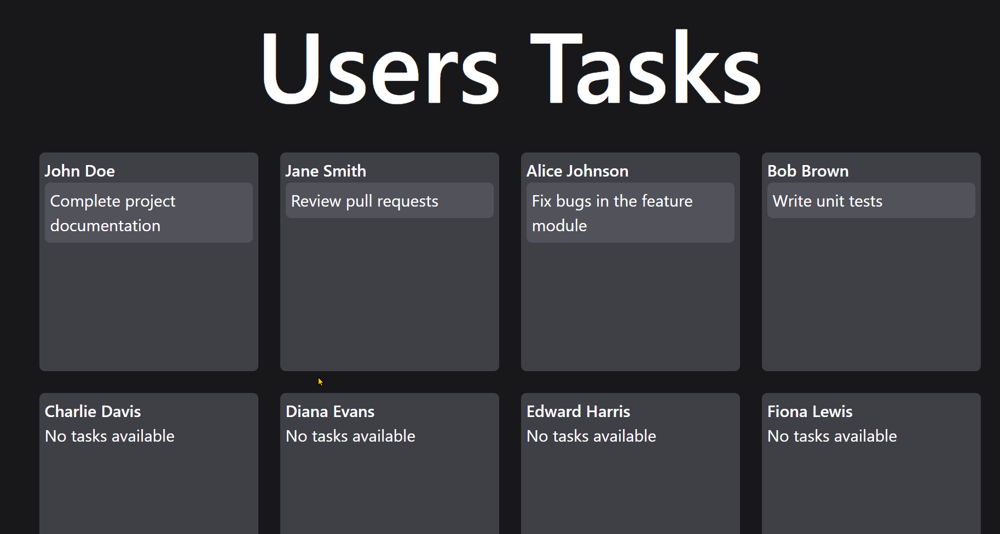 Users Tasks
John Doe
Complete project
documentation
Jane Smith
Review pull requests
Alice Johnson
Fix bugs in the feature
module
Bob Brown
Write unit tests
Charlie Davis
No tasks available
Diana Evans
No tasks available
Edward Harris
No tasks available
Fiona Lewis
No tasks available